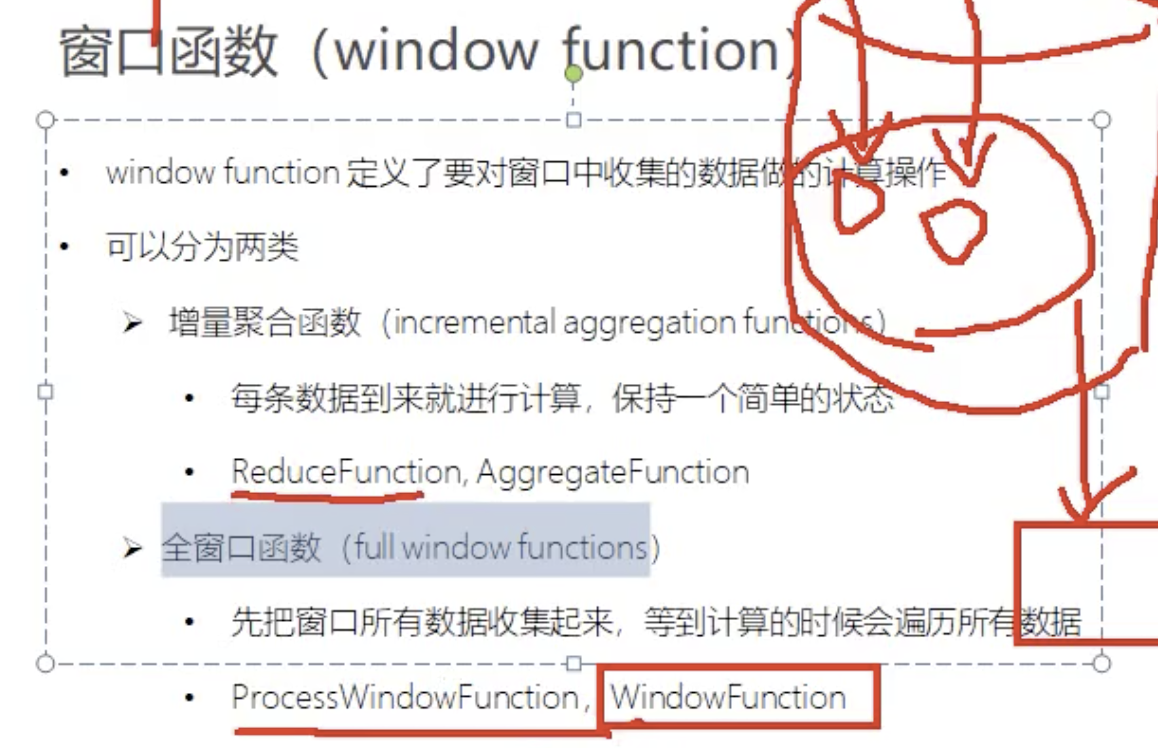 窗口函数（window function）
• window function 定义了要对窗口中收集的数据做的计算操作
• 可以分为两类
➢ 增量聚合函数（incremental aggregation functions）
• 每条数据到来就进行计算，保持一个简单的状态
• ReduceFunction, AggregateFunction
➢ 全窗口函数（full window functions）
• 先把窗口所有数据收集起来，等到计算的时候会遍历所有数据
• ProcessWindowFunction, WindowFunction